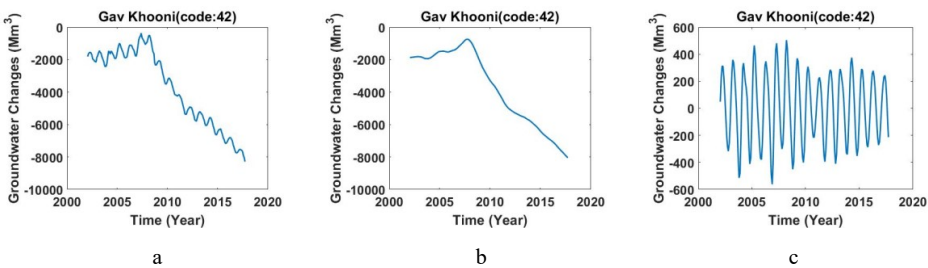 Gav Khooni(code:42)
Groundwater Changes (Mm³)
0
-2000
-4000
-6000
-8000
-10000
2000 2005 2010 2015 2020
Time (Year)
a
Gav Khooni(code:42)
Groundwater Changes (Mm³)
0
-2000
-4000
-6000
-8000
-10000
2000 2005 2010 2015 2020
Time (Year)
b
Gav Khooni(code:42)
Groundwater Changes (Mm³)
600
400
200
0
-200
-400
-600
2000 2005 2010 2015 2020
Time (Year)
c